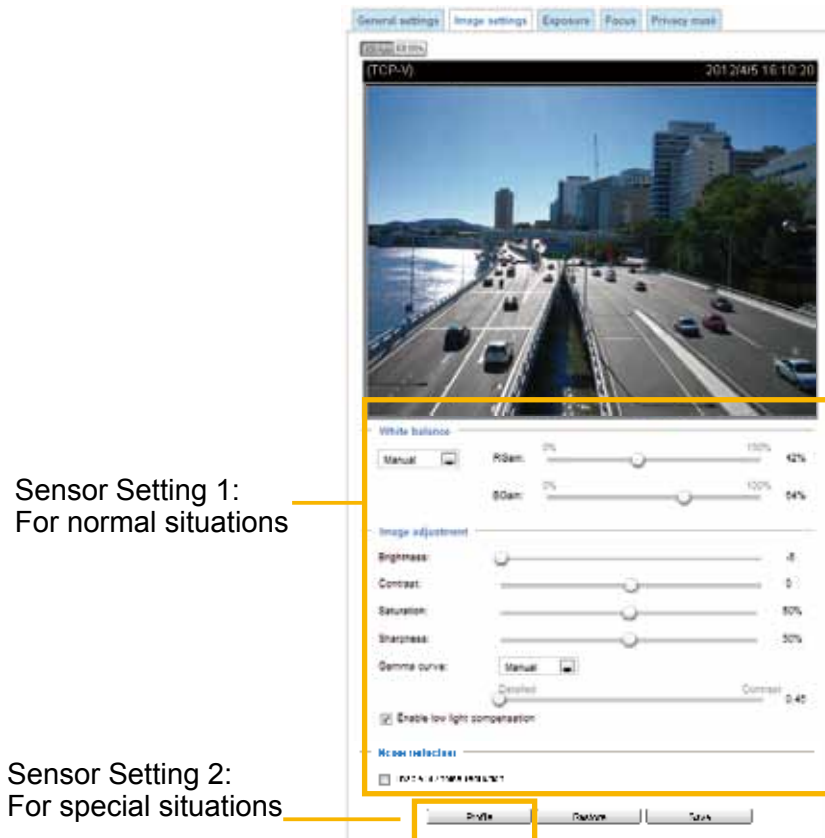 General settings Image settings Exposure Focus Privacy mask
(TCP-V) 2012/4/5 16:10:20
White balance
Manual RGain: 0% 100% 42%
BGain: 0% 100% 64%
Sensor Setting 1:
For normal situations
Image adjustment
Brightness: -5
Contrast: 0
Saturation: 50%
Sharpness: 50%
Gamma curve: Manual
Detailed Contrast 0.45
Enable low light compensation
Noise reduction
noise reduction
Sensor Setting 2:
For special situations
Profile Restore Save